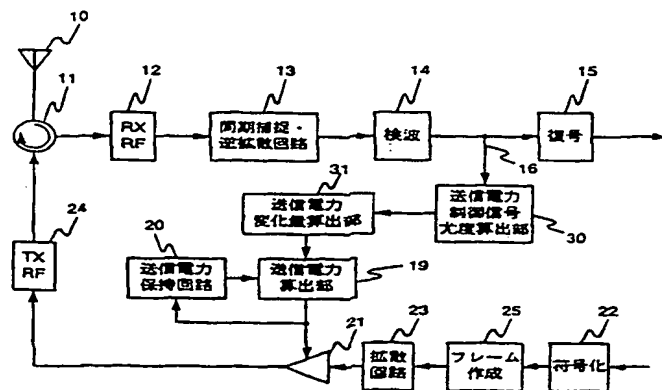 10
11
12
13
14
15
RX
RF
同期捕捉・
逆拡散回路
検波
復号
16
24
31
送信電力
変化量算出部
送信電力
制御信号
尤度算出部
30
TX
RF
20
送信電力
保持回路
送信電力
算出部
19
21
23
25
22
拡散
回路
フレーム
作成
符号化